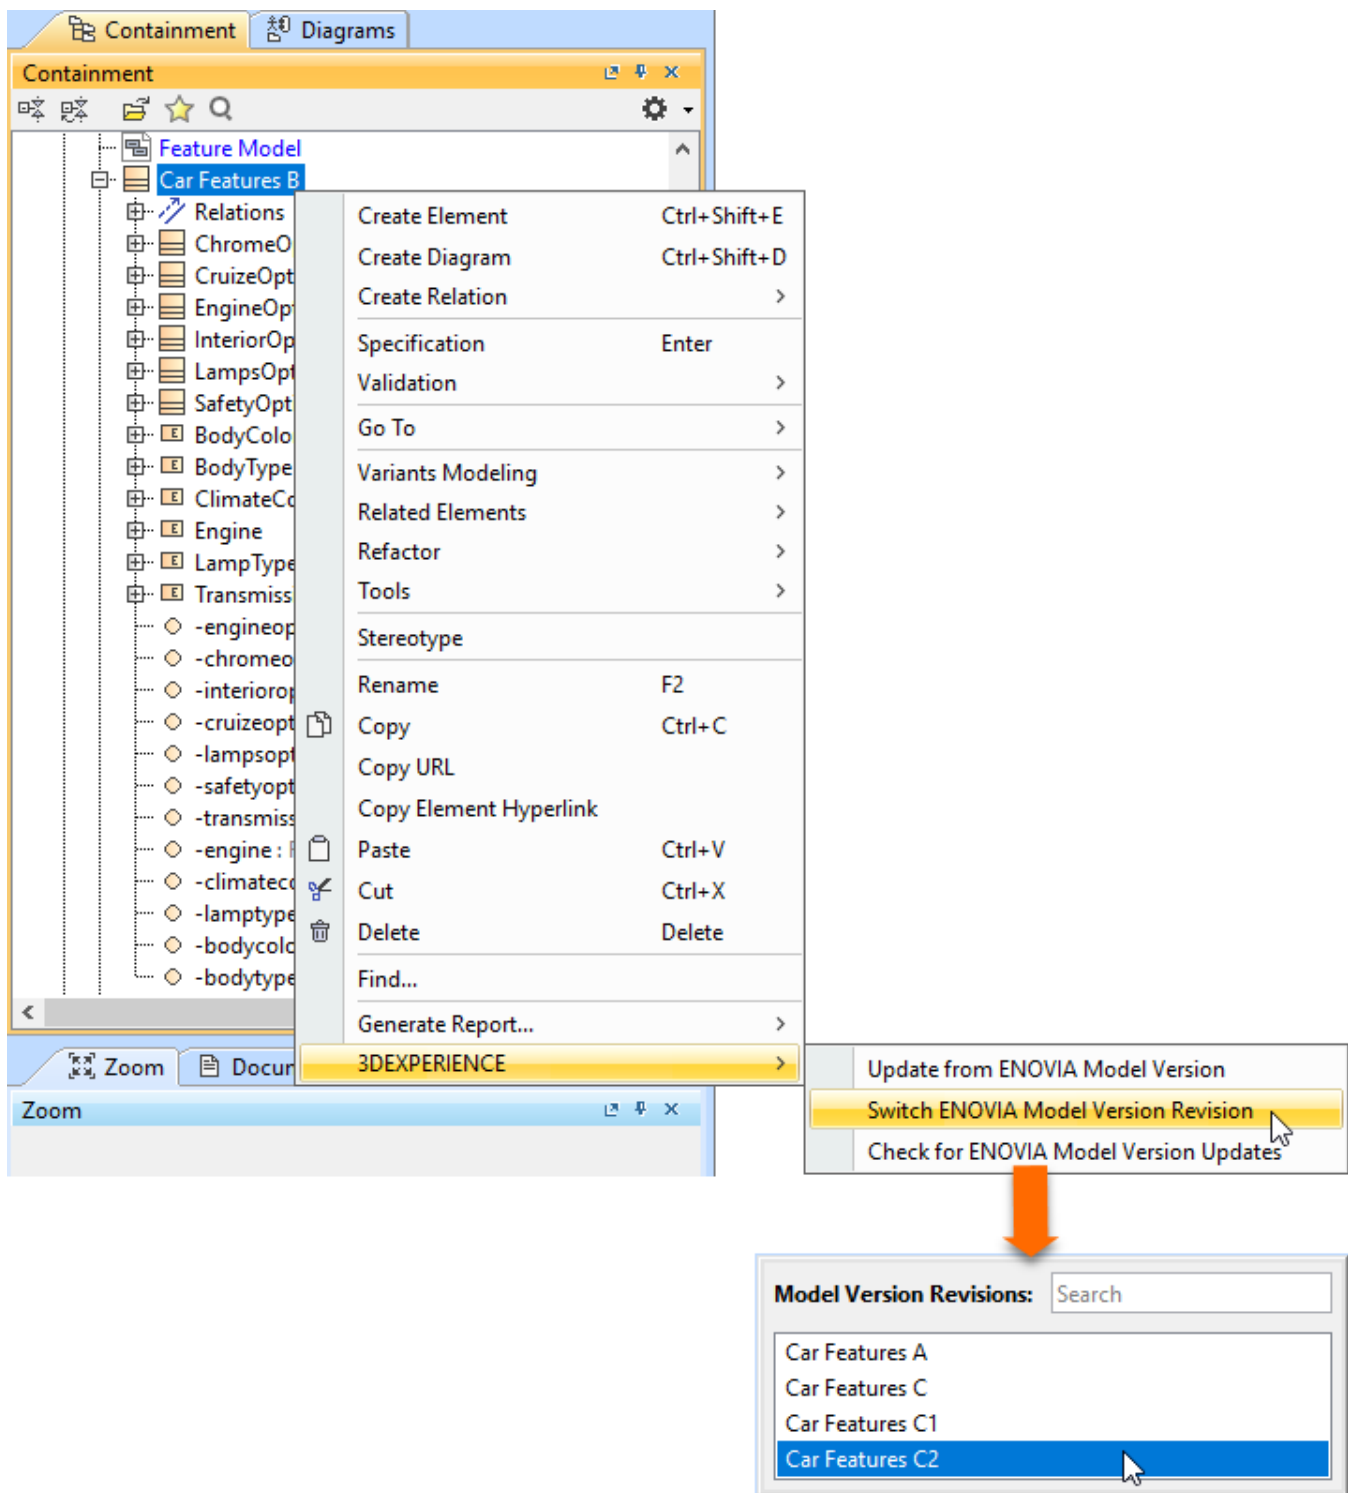 Containment
Diagrams
Containment
Feature Model
Car Features B
Relations
ChromeO
CruizeOpt
EngineOp
InteriorOp
LampsOpt
SafetyOpt
BodyColo
BodyType
ClimateCo
Engine
LampType
Transmiss
-engineop
-chromeo
-interiorop
-cruizeopt
-lampsopt
-safetyopt
-transmiss
-engine :
-climatecc
-lamptype
-bodycolo
-bodytype
Create Element Ctrl+Shift+E
Create Diagram Ctrl+Shift+D
Create Relation
Specification Enter
Validation
Go To
Variants Modeling
Related Elements
Refactor
Tools
Stereotype
Rename F2
Copy Ctrl+C
Copy URL
Copy Element Hyperlink
Paste Ctrl+V
Cut Ctrl+X
Delete Delete
Find...
Generate Report...
3DEXPERIENCE
Update from ENOVIA Model Version
Switch ENOVIA Model Version Revision
Check for ENOVIA Model Version Updates
Zoom
Docur
Zoom
Model Version Revisions: Search
Car Features A
Car Features C
Car Features C1
Car Features C2